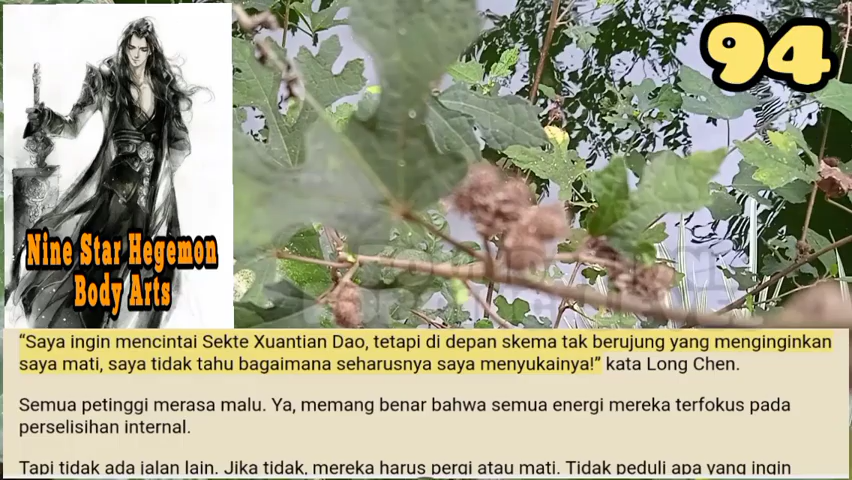 94
Nine Star Hegemon
Body Arts
“Saya ingin mencintai Sekte Xuantian Dao, tetapi di depan skema tak berujung yang menginginkan
saya mati, saya tidak tahu bagaimana seharusnya saya menyukainya!” kata Long Chen.
Semua petinggi merasa malu. Ya, memang benar bahwa semua energi mereka terfokus pada
perselisihan internal.
Tapi tidak ada jalan lain. Jika tidak, mereka harus pergi atau mati. Tidak peduli apa yang ingin